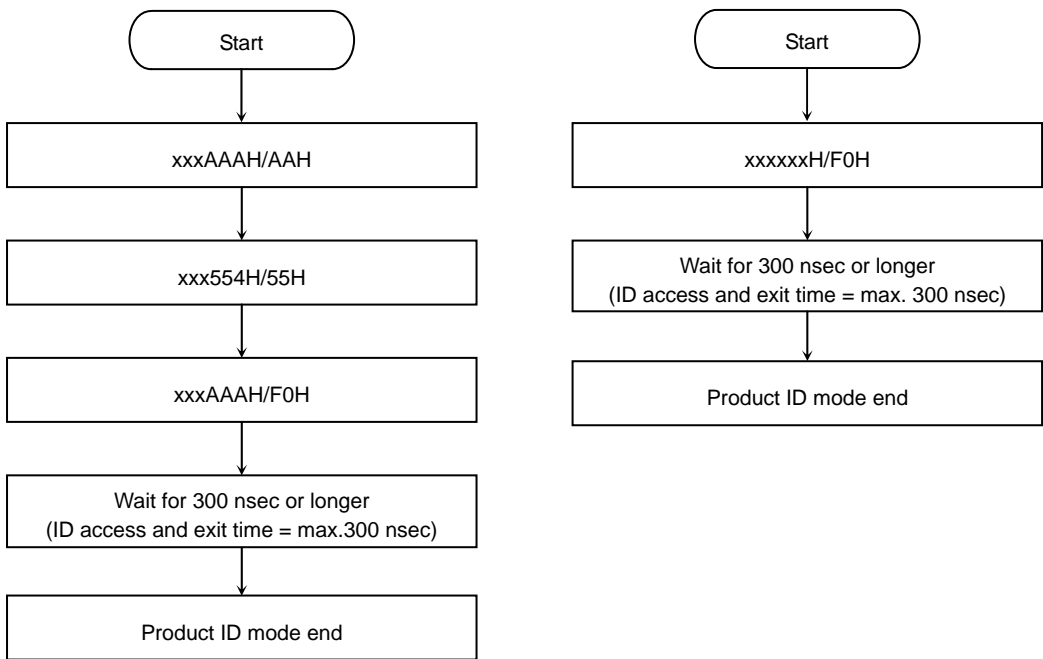 Start
xxxAAAH/AAH
xxx554H/55H
xxxAAAH/F0H
Wait for 300 nsec or longer
(ID access and exit time = max.300 nsec)
Product ID mode end
Start
xxxxxxH/F0H
Wait for 300 nsec or longer
(ID access and exit time = max. 300 nsec)
Product ID mode end